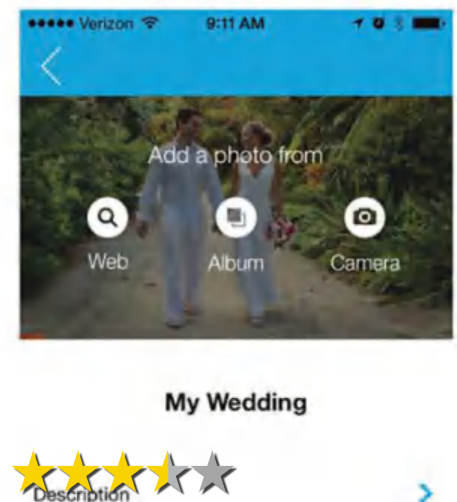 Verizon 9:11 AM
Add a photo from
Web Album Camera
My Wedding
Description